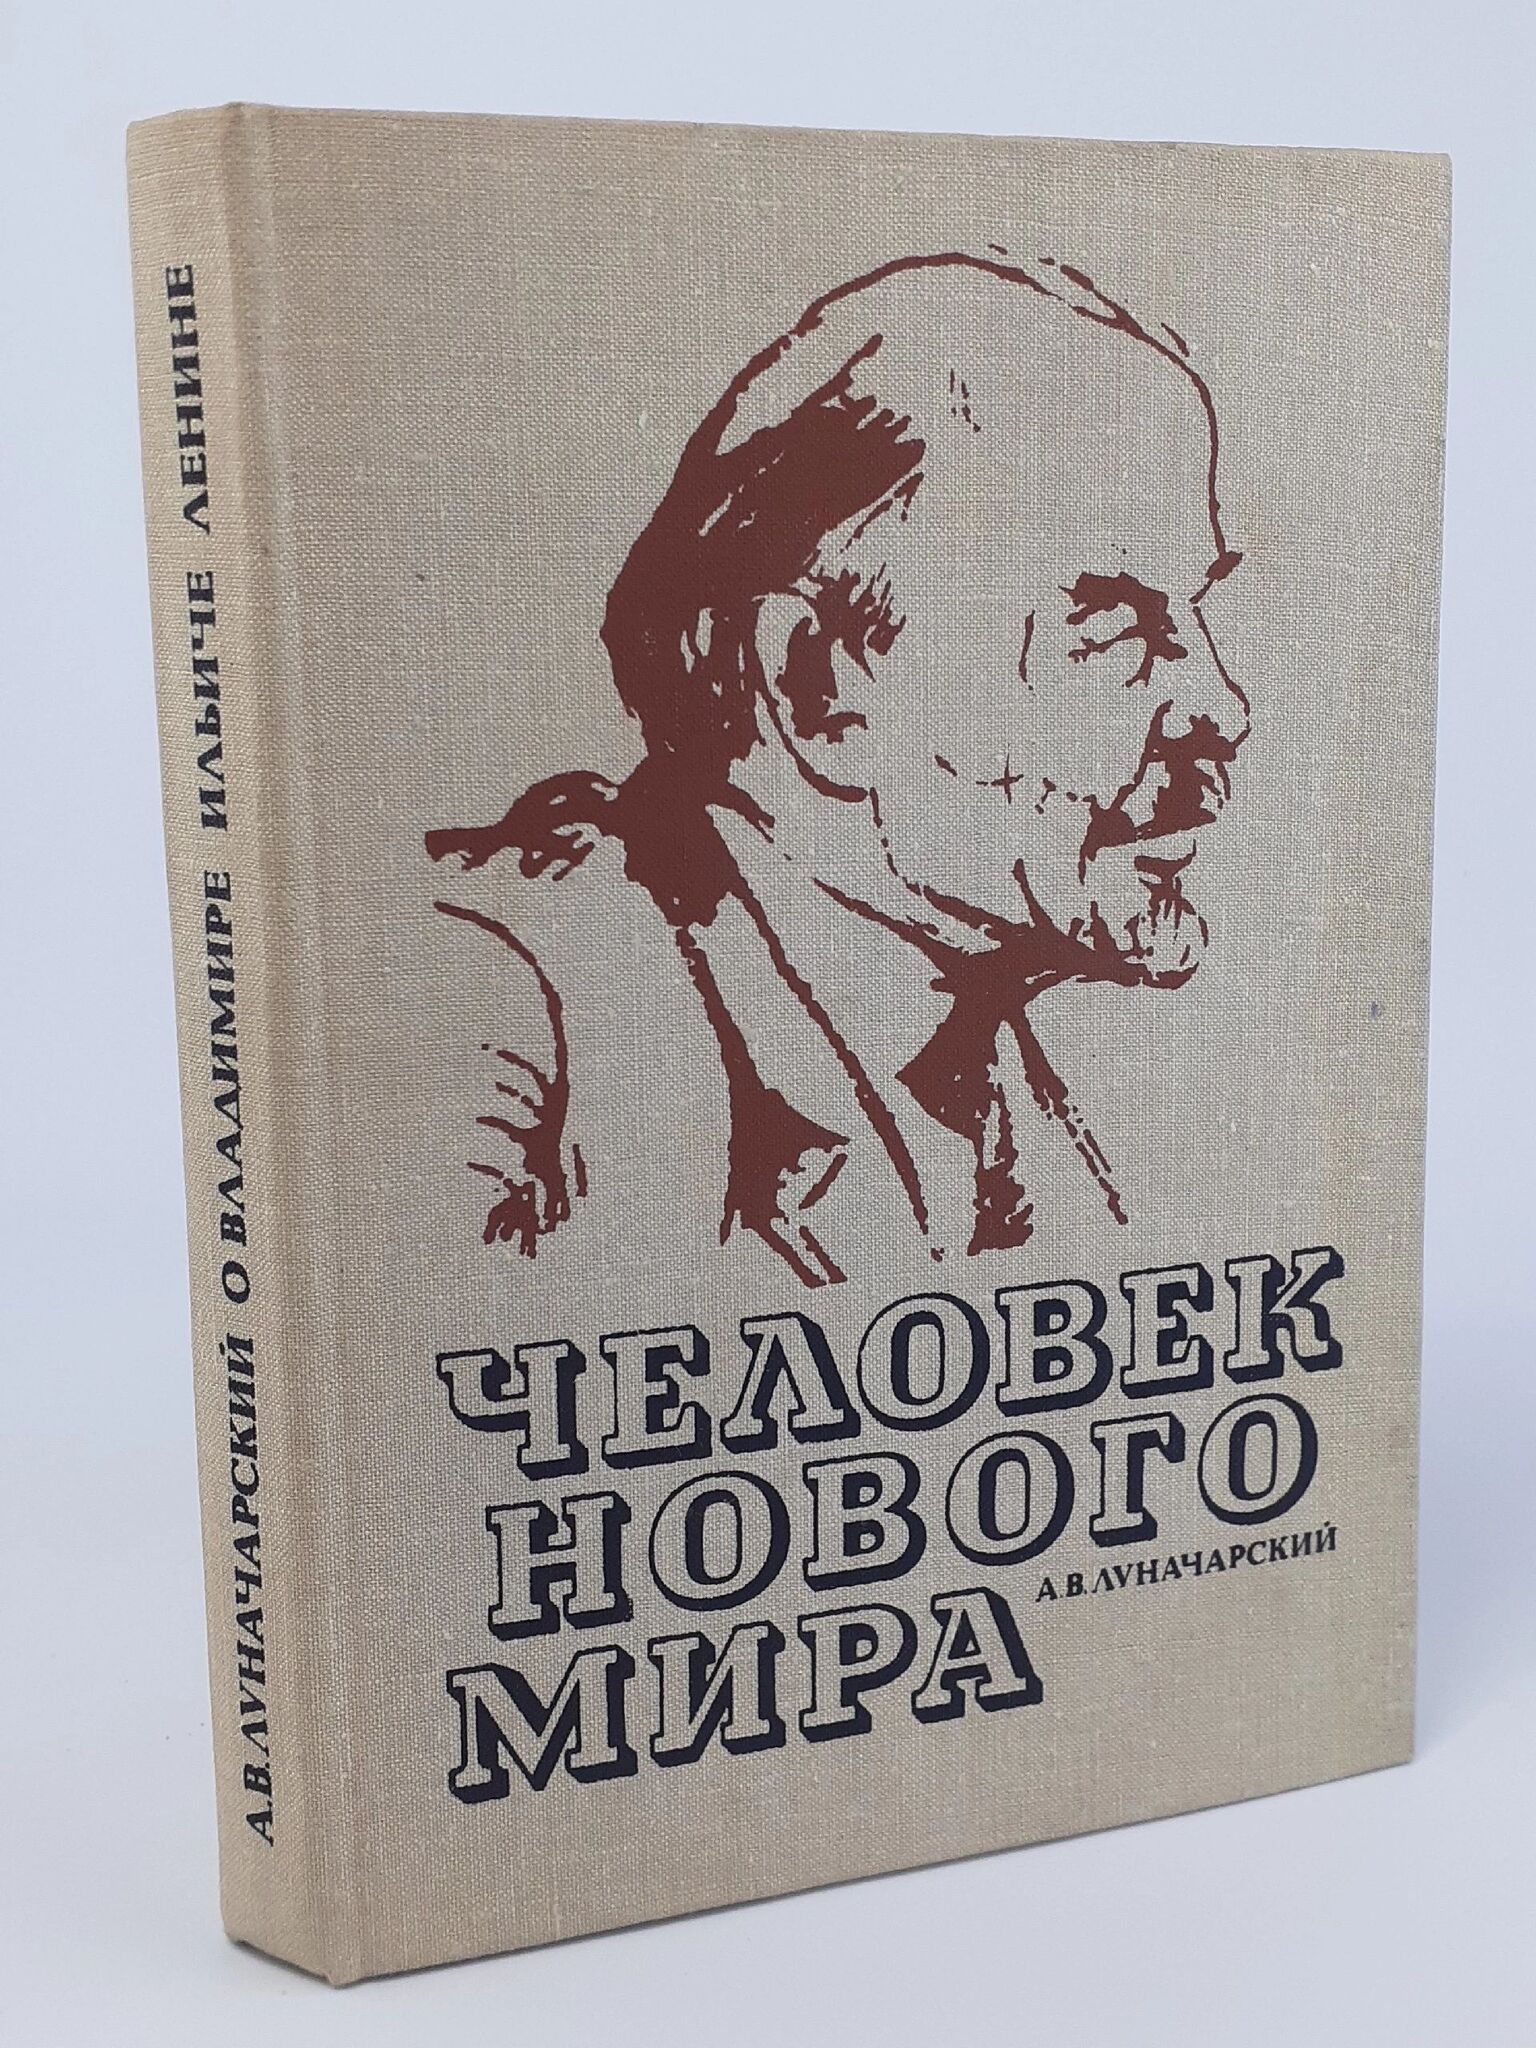 А.В.ЛУНАЧАРСКИЙ О ВЛАДИМИРЕ ИЛЬИЧЕ ЛЕНИНЕ
ЧЕЛОВЕК
НОВОГО
МИРА
А.В.ЛУНАЧАРСКИЙ